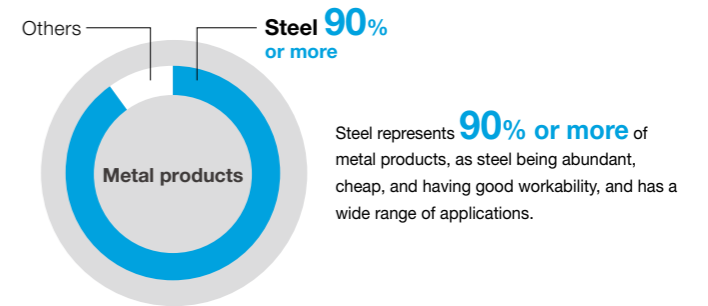 Others
Steel 90%
or more
Metal products
Steel represents 90% or more of
metal products, as steel being abundant,
cheap, and having good workability, and has a
wide range of applications.